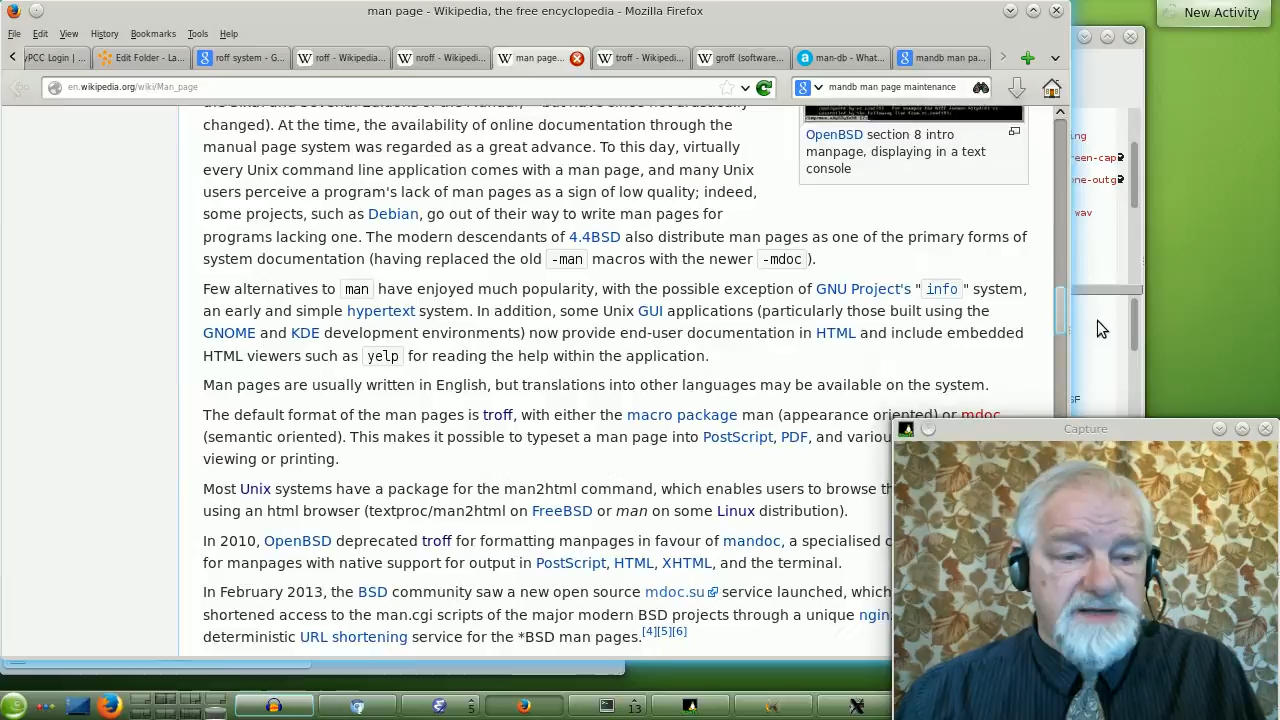 New Activity
man page - Wikipedia, the free encyclopedia - Mozilla Firefox
File Edit View History Bookmarks Tools Help
yPCC Login | ... Edit Folder - La... roff system - G... roff - Wikipedia... nroff - Wikipedi... man page... troff - Wikipedi... groff (software... man-db - What... mandb man pa...
en.wikipedia.org/wiki/Man_page
mandb man page maintenance
changed). At the time, the availability of online documentation through the
manual page system was regarded as a great advance. To this day, virtually
every Unix command line application comes with a man page, and many Unix
users perceive a program's lack of man pages as a sign of low quality; indeed,
some projects, such as Debian, go out of their way to write man pages for
programs lacking one. The modern descendants of 4.4BSD also distribute man pages as one of the primary forms of
system documentation (having replaced the old -man macros with the newer -mdoc).
OpenBSD section 8 intro
manpage, displaying in a text
console
Few alternatives to man have enjoyed much popularity, with the possible exception of GNU Project's "info" system,
an early and simple hypertext system. In addition, some Unix GUI applications (particularly those built using the
GNOME and KDE development environments) now provide end-user documentation in HTML and include embedded
HTML viewers such as yelp for reading the help within the application.
Man pages are usually written in English, but translations into other languages may be available on the system.
The default format of the man pages is troff, with either the macro package man (appearance oriented) or mdoc
(semantic oriented). This makes it possible to typeset a man page into PostScript, PDF, and variou
viewing or printing.
Most Unix systems have a package for the man2html command, which enables users to browse th
using an html browser (textproc/man2html on FreeBSD or man on some Linux distribution).
In 2010, OpenBSD deprecated troff for formatting manpages in favour of mandoc, a specialised c
for manpages with native support for output in PostScript, HTML, XHTML, and the terminal.
In February 2013, the BSD community saw a new open source mdoc.su service launched, which
shortened access to the man.cgi scripts of the major modern BSD projects through a unique ngin
deterministic URL shortening service for the *BSD man pages.[4][5][6]
ing
reen-cap
one-outg
wav
Capture
5
13